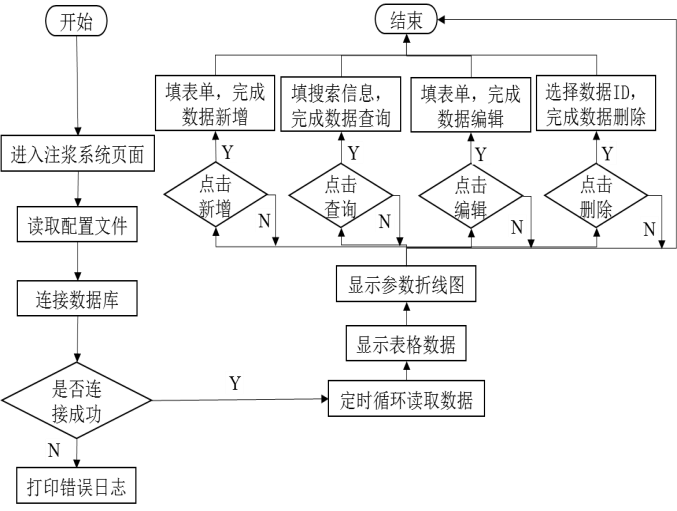 开始
结束
填表单，完成
数据新增
填搜索信息，
完成数据查询
填表单，完成
数据编辑
选择数据ID，
完成数据删除
进入注浆系统页面
Y
Y
Y
Y
点击
新增
点击
查询
点击
编辑
点击
删除
N
N
N
N
读取配置文件
显示参数折线图
连接数据库
显示表格数据
是否连
接成功
Y
定时循环读取数据
N
打印错误日志